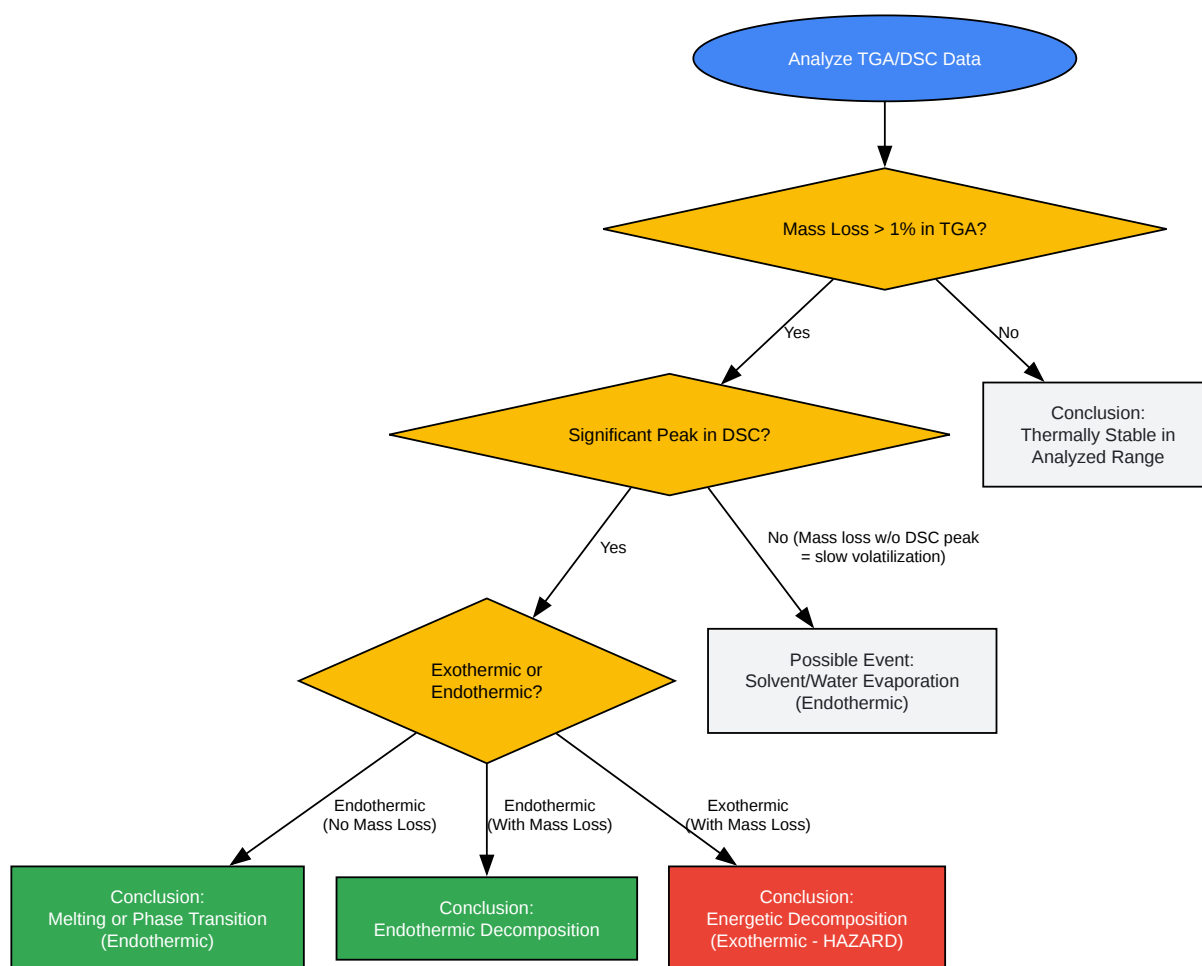 Analyze TGA/DSC Data
Mass Loss > 1% in TGA?
Yes
No
Significant Peak in DSC?
Conclusion:
Thermally Stable in
Analyzed Range
Yes
No (Mass loss w/o DSC peak
= slow volatilization)
Exothermic or
Endothermic?
Possible Event:
Solvent/Water Evaporation
(Endothermic)
Endothermic
(No Mass Loss)
Endothermic
(With Mass Loss)
Exothermic
(With Mass Loss)
Conclusion:
Melting or Phase Transition
(Endothermic)
Conclusion:
Endothermic Decomposition
Conclusion:
Energetic Decomposition
(Exothermic - HAZARD)